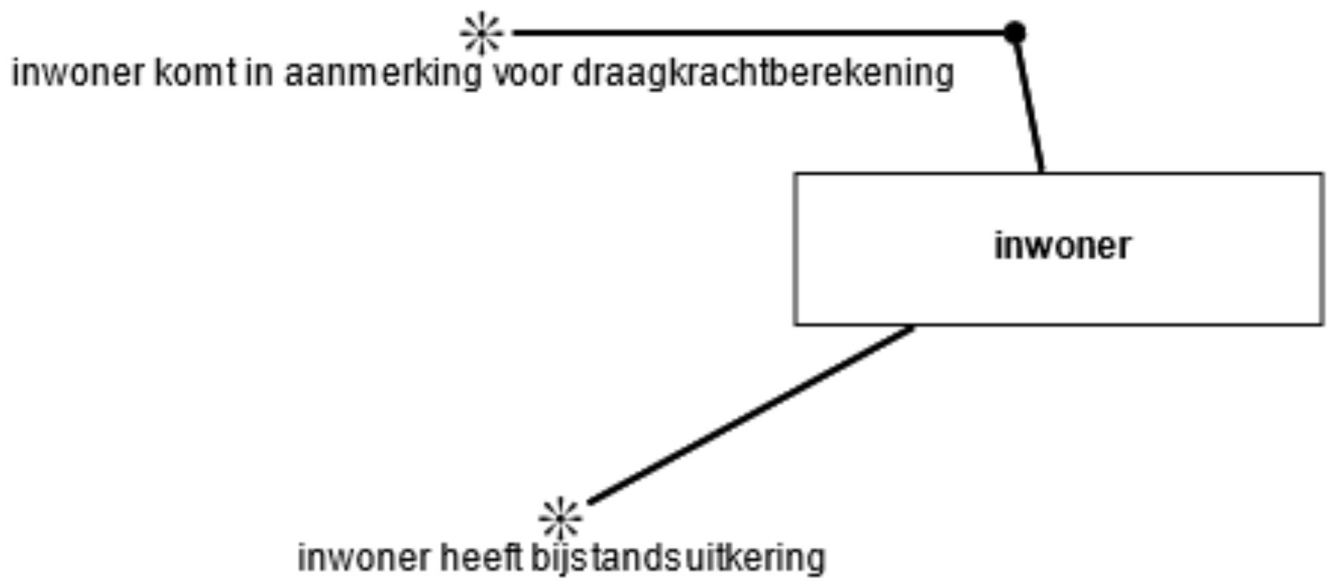 inwoner komt in aanmerking voor draagkrachtberekening
inwoner
inwoner heeft bijstandsuitkering